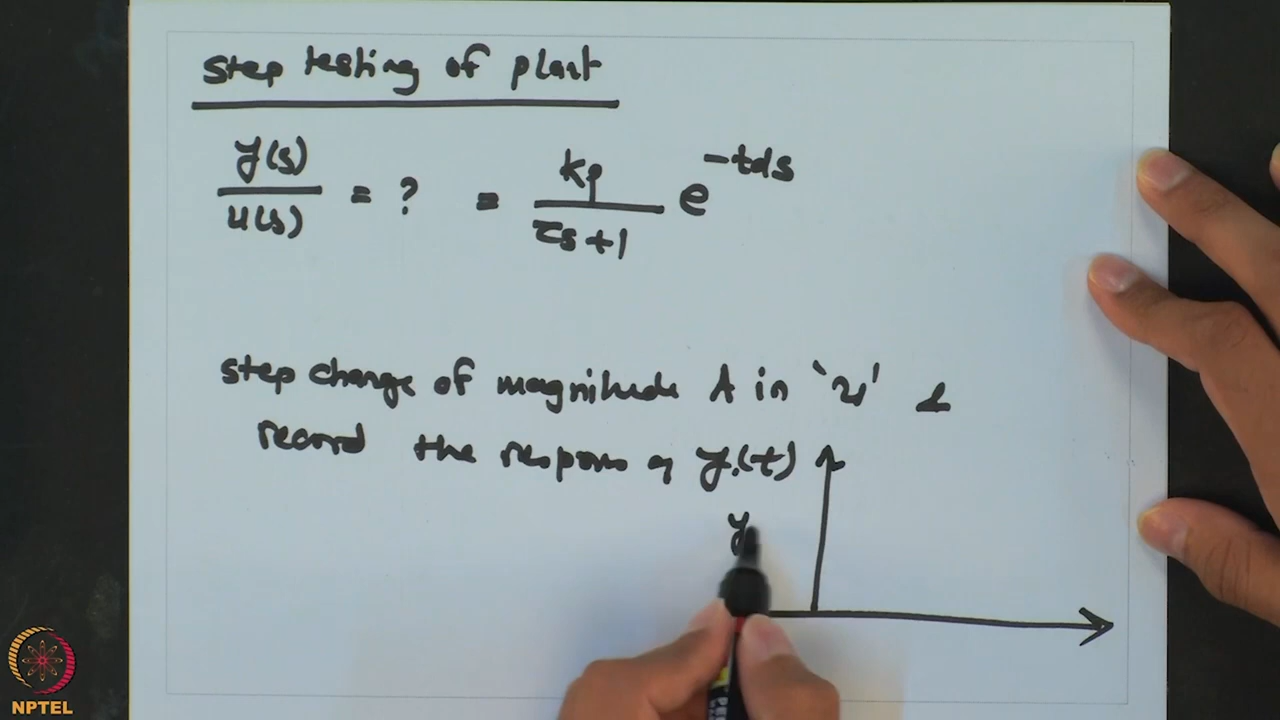 step testing of plant
y(s)/u(s) = ? = kp/(τs+1) e^-tds
step change of magnitude A in 'u' &
record the response of y(t)
y
NPTEL